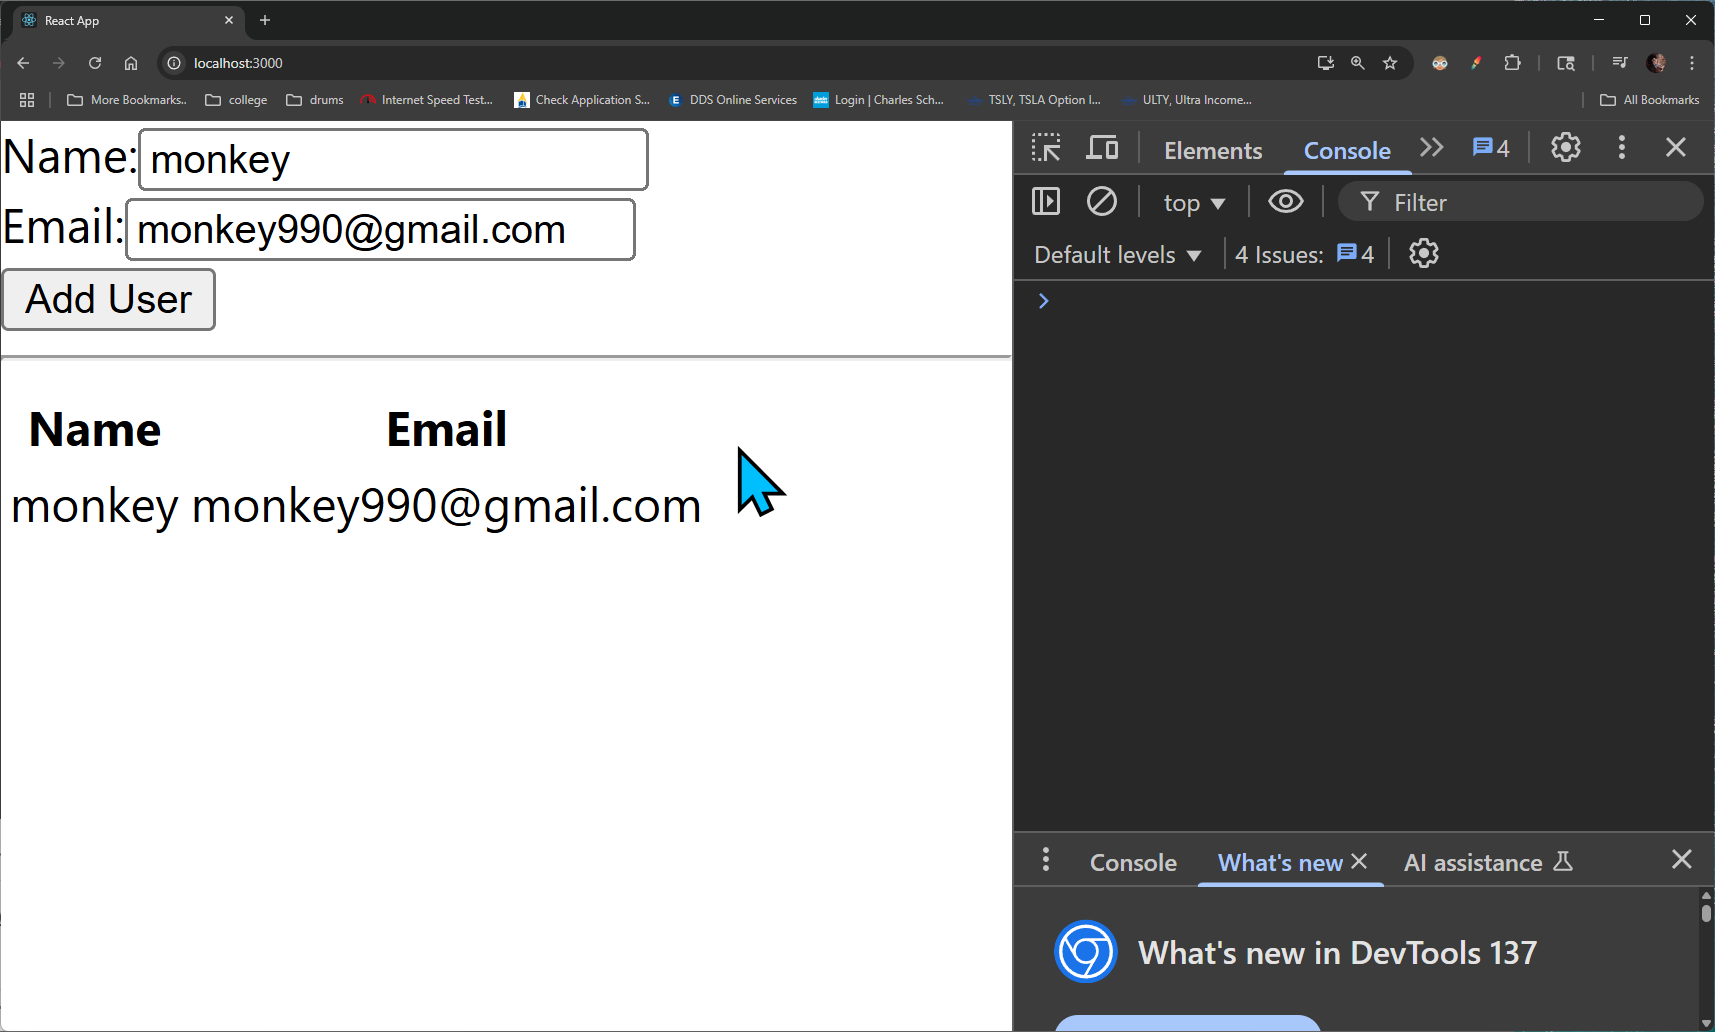 React App
localhost:3000
More Bookmarks.. college drums Internet Speed Test... Check Application S... DDS Online Services Login | Charles Sch... TSLY, TSLA Option I... ULTY, Ultra Income... All Bookmarks
Name: monkey
Email: monkey990@gmail.com
Add User
Name Email
monkey monkey990@gmail.com
Elements Console 4
top Filter
Default levels 4 Issues: 4
Console What's new AI assistance
What's new in DevTools 137